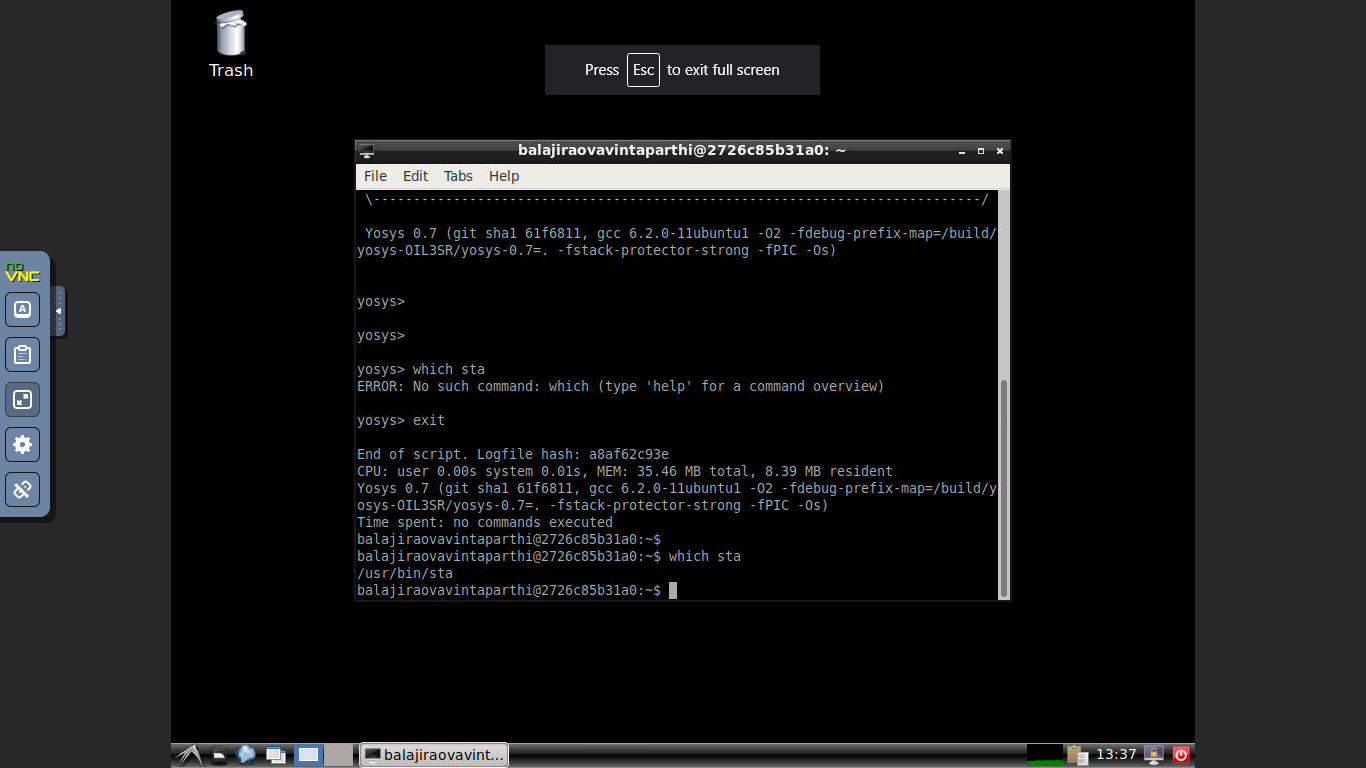 Trash
Press Esc to exit full screen
balajiraovavintaparthi@2726c85b31a0: ~
File Edit Tabs Help
\----------------------------------------------------------------------------/
Yosys 0.7 (git sha1 61f6811, gcc 6.2.0-11ubuntu1 -O2 -fdebug-prefix-map=/build/
yosys-OIL3SR/yosys-0.7=. -fstack-protector-strong -fPIC -Os)
yosys>
yosys>
yosys> which sta
ERROR: No such command: which (type 'help' for a command overview)
yosys> exit
End of script. Logfile hash: a8af62c93e
CPU: user 0.00s system 0.01s, MEM: 35.46 MB total, 8.39 MB resident
Yosys 0.7 (git sha1 61f6811, gcc 6.2.0-11ubuntu1 -O2 -fdebug-prefix-map=/build/y
osys-OIL3SR/yosys-0.7=. -fstack-protector-strong -fPIC -Os)
Time spent: no commands executed
balajiraovavintaparthi@2726c85b31a0:~$
balajiraovavintaparthi@2726c85b31a0:~$ which sta
/usr/bin/sta
balajiraovavintaparthi@2726c85b31a0:~$
no
VNC
A
balajiraovavint...
13:37